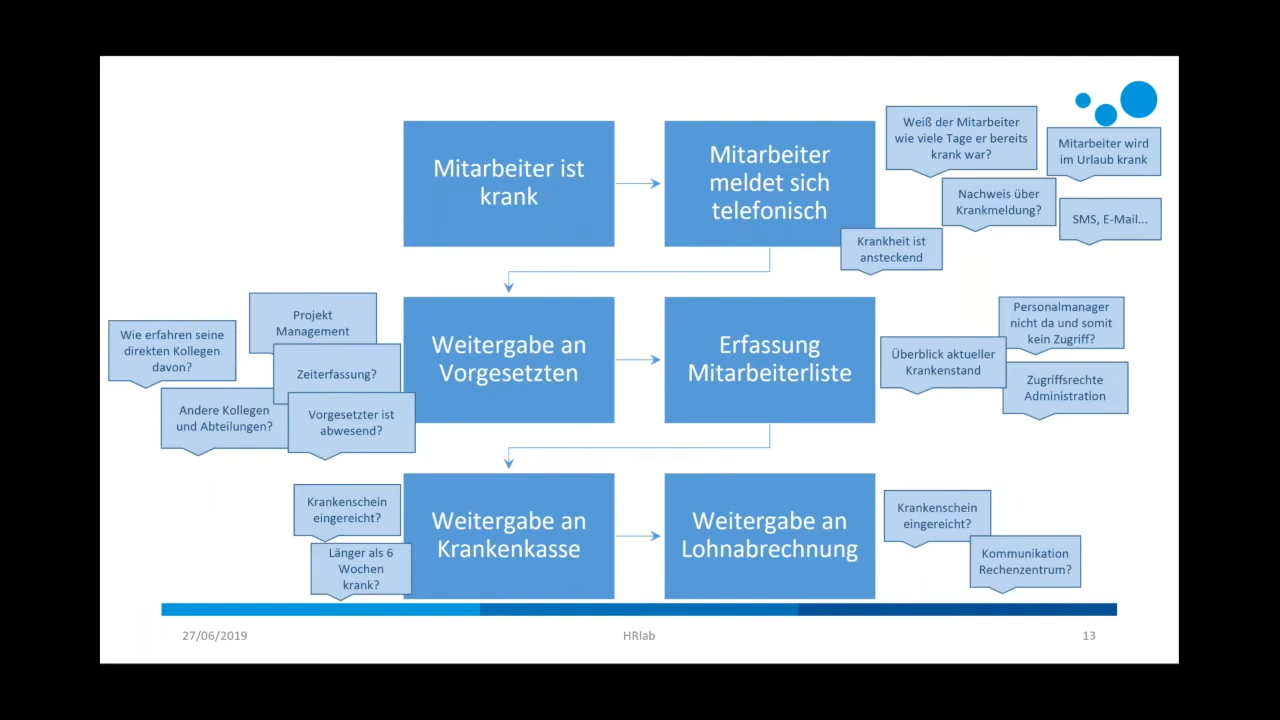 Mitarbeiter ist
krank
Mitarbeiter
meldet sich
telefonisch
Weiß der Mitarbeiter
wie viele Tage er bereits
krank war?
Mitarbeiter wird
im Urlaub krank
Nachweis über
Krankmeldung?
SMS, E-Mail...
Krankheit ist
ansteckend
Wie erfahren seine
direkten Kollegen
davon?
Projekt
Management
Zeiterfassung?
Andere Kollegen
und Abteilungen?
Vorgesetzter ist
abwesend?
Weitergabe an
Vorgesetzten
Erfassung
Mitarbeiterliste
Überblick aktueller
Krankenstand
Personalmanager
nicht da und somit
kein Zugriff?
Zugriffsrechte
Administration
Krankenschein
eingereicht?
Länger als 6
Wochen
krank?
Weitergabe an
Krankenkasse
Weitergabe an
Lohnabrechnung
Krankenschein
eingereicht?
Kommunikation
Rechenzentrum?
27/06/2019
HRlab
13